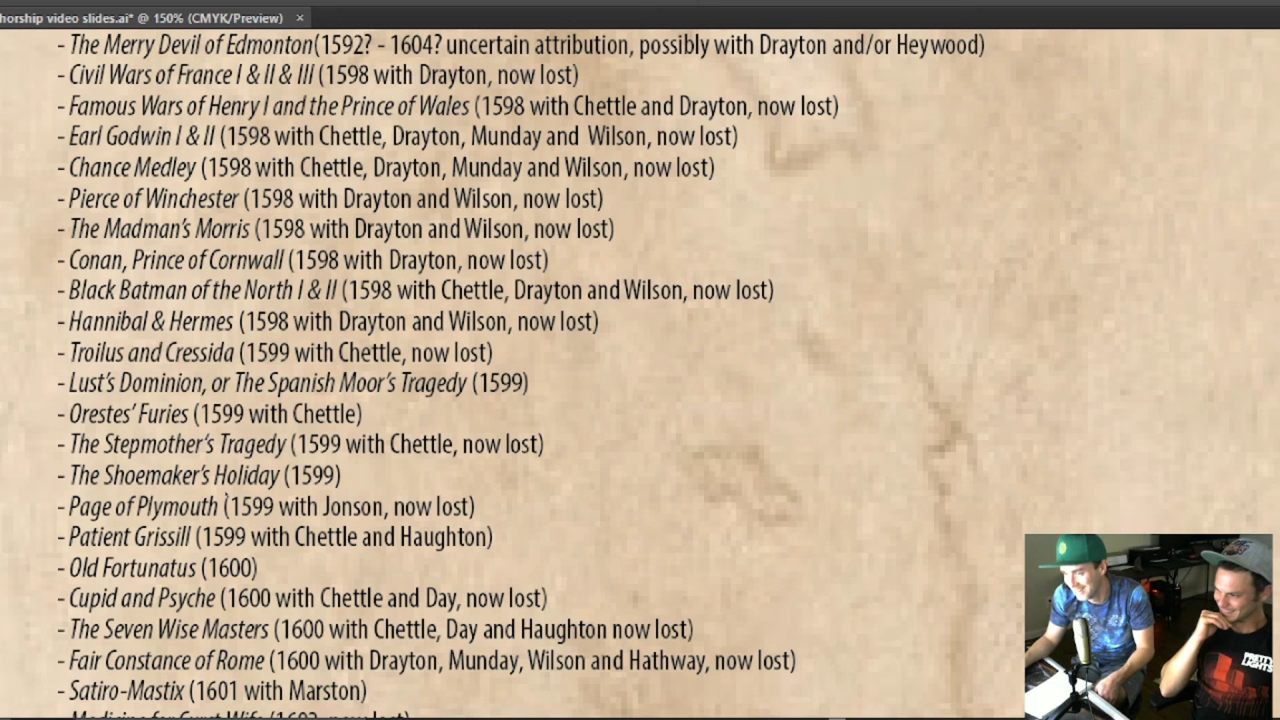 horship video slides.ai* @ 150% (CMYK/Preview) ×
- The Merry Devil of Edmonton(1592? - 1604? uncertain attribution, possibly with Drayton and/or Heywood)
- Civil Wars of France I & II & III (1598 with Drayton, now lost)
- Famous Wars of Henry I and the Prince of Wales (1598 with Chettle and Drayton, now lost)
- Earl Godwin I & II (1598 with Chettle, Drayton, Munday and Wilson, now lost)
- Chance Medley (1598 with Chettle, Drayton, Munday and Wilson, now lost)
- Pierce of Winchester (1598 with Drayton and Wilson, now lost)
- The Madman's Morris (1598 with Drayton and Wilson, now lost)
- Conan, Prince of Cornwall (1598 with Drayton, now lost)
- Black Batman of the North I & II (1598 with Chettle, Drayton and Wilson, now lost)
- Hannibal & Hermes (1598 with Drayton and Wilson, now lost)
- Troilus and Cressida (1599 with Chettle, now lost)
- Lust's Dominion, or The Spanish Moor's Tragedy (1599)
- Orestes' Furies (1599 with Chettle)
- The Stepmother's Tragedy (1599 with Chettle, now lost)
- The Shoemaker's Holiday (1599)
- Page of Plymouth (1599 with Jonson, now lost)
- Patient Grissill (1599 with Chettle and Haughton)
- Old Fortunatus (1600)
- Cupid and Psyche (1600 with Chettle and Day, now lost)
- The Seven Wise Masters (1600 with Chettle, Day and Haughton now lost)
- Fair Constance of Rome (1600 with Drayton, Munday, Wilson and Hathway, now lost)
- Satiro-Mastix (1601 with Marston)
PRETTY
LIGHTS